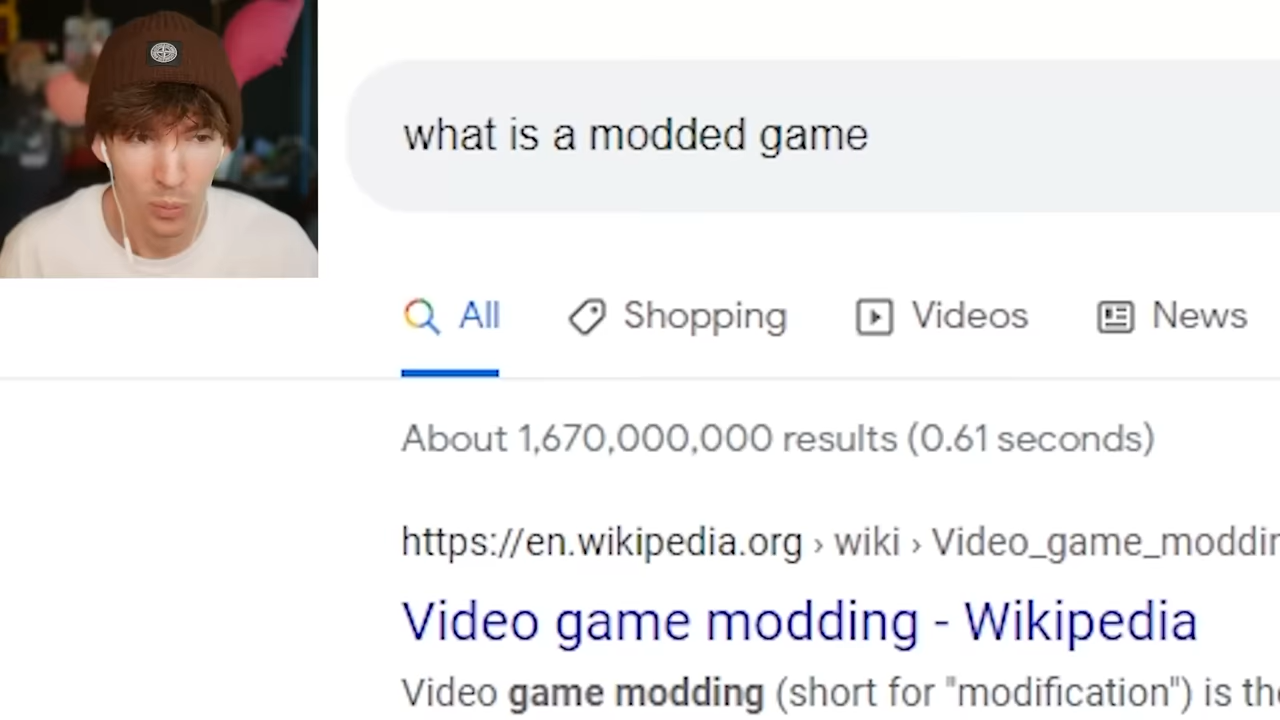 what is a modded game
All Shopping Videos News
About 1,670,000,000 results (0.61 seconds)
https://en.wikipedia.org › wiki › Video_game_moddin
Video game modding - Wikipedia
Video game modding (short for "modification") is the